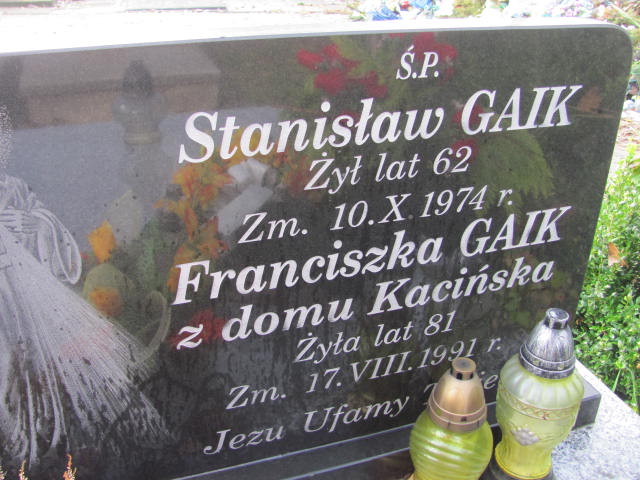 Ś.P.
Stanisław GAIK
Żył lat 62
Zm. 10.X 1974 r.
Franciszka GAIK
z domu Kacińska
Żyła lat 81
Zm. 17.VIII.1991 r.
Jezu Ufamy